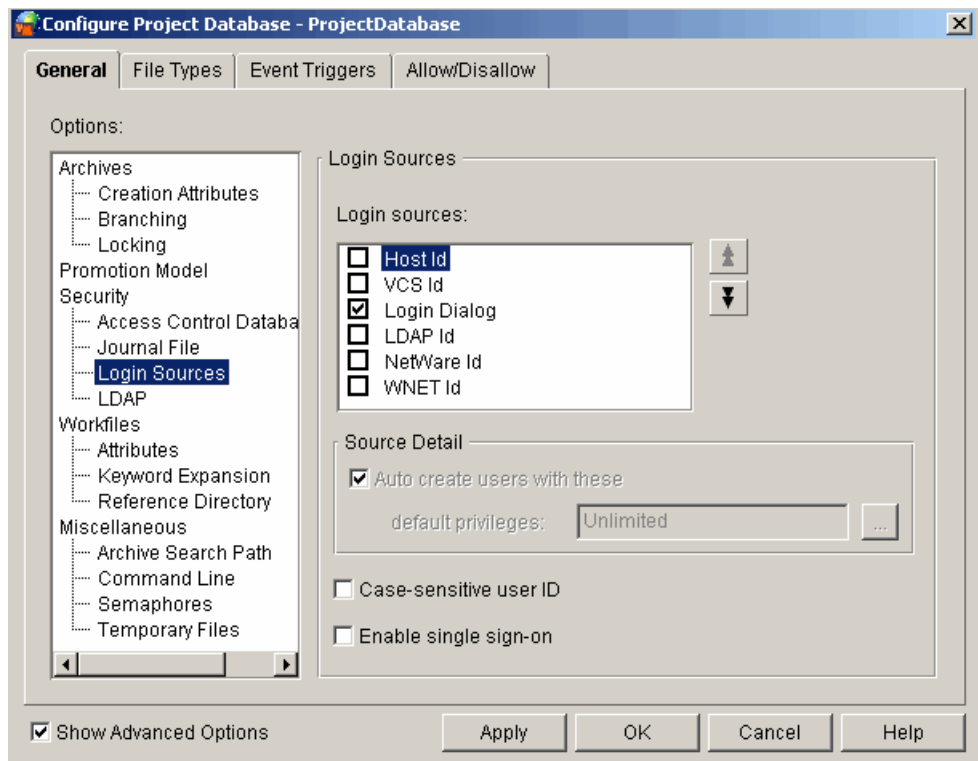 Configure Project Database - ProjectDatabase
General File Types Event Triggers Allow/Disallow
Options:
Archives
Creation Attributes
Branching
Locking
Promotion Model
Security
Access Control Databa
Journal File
Login Sources
LDAP
Workfiles
Attributes
Keyword Expansion
Reference Directory
Miscellaneous
Archive Search Path
Command Line
Semaphores
Temporary Files
Login Sources
Login sources:
Host Id
VCS Id
Login Dialog
LDAP Id
NetWare Id
WNET Id
Source Detail
Auto create users with these
default privileges: Unlimited ...
Case-sensitive user ID
Enable single sign-on
Show Advanced Options Apply OK Cancel Help